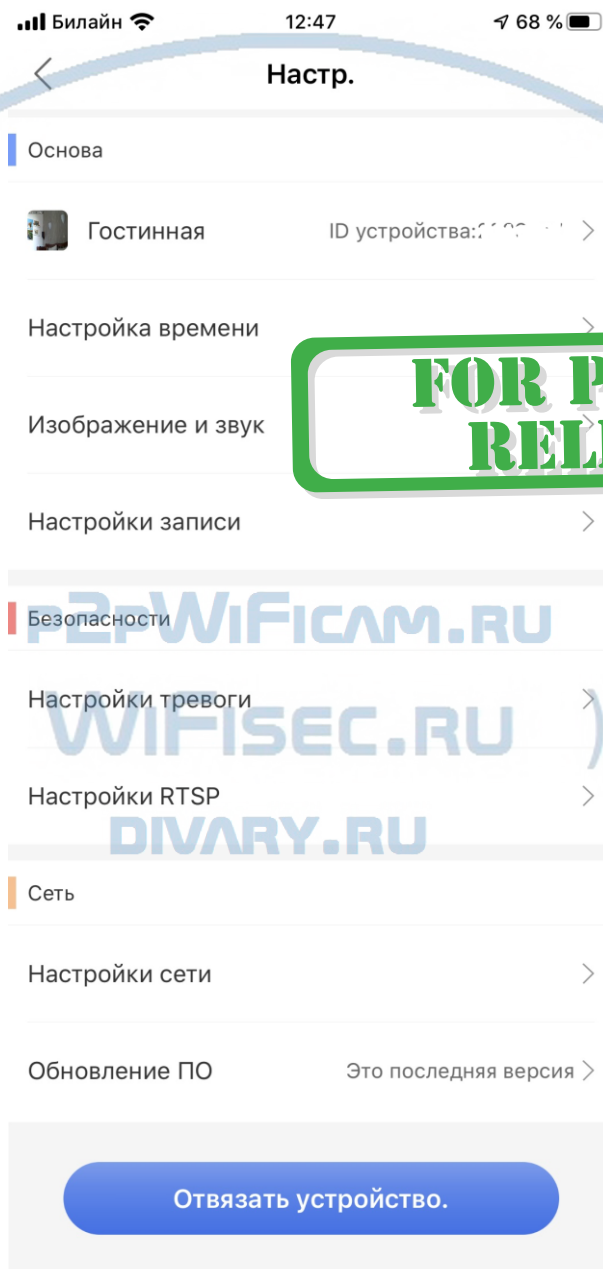 Билайн 12:47 68 %
Настр.
Основа
Гостинная ID устройства:
Настройка времени
FOR
Изображение и звук
Настройки записи
P2PWIFICAM.RU
Безопасности
Настройки тревоги
WIFISEC.RU )
Настройки RTSP
DIVARY.RU
Сеть
Настройки сети
Обновление ПО Это последняя версия
Отвязать устройство.